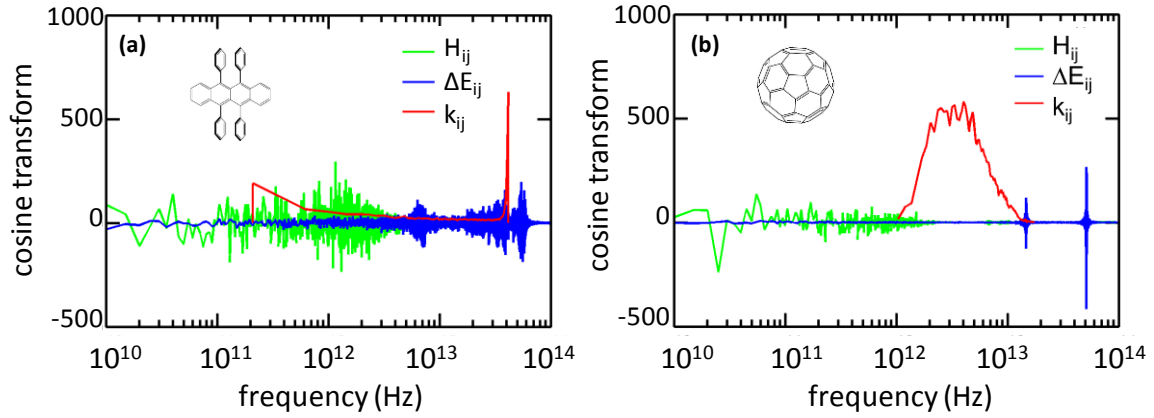 (a)
H_ij
ΔE_ij
k_ij
1000
500
0
-500
cosine transform
10^10
10^11
10^12
10^13
10^14
frequency (Hz)
(b)
H_ij
ΔE_ij
k_ij
1000
500
0
-500
cosine transform
10^10
10^11
10^12
10^13
10^14
frequency (Hz)